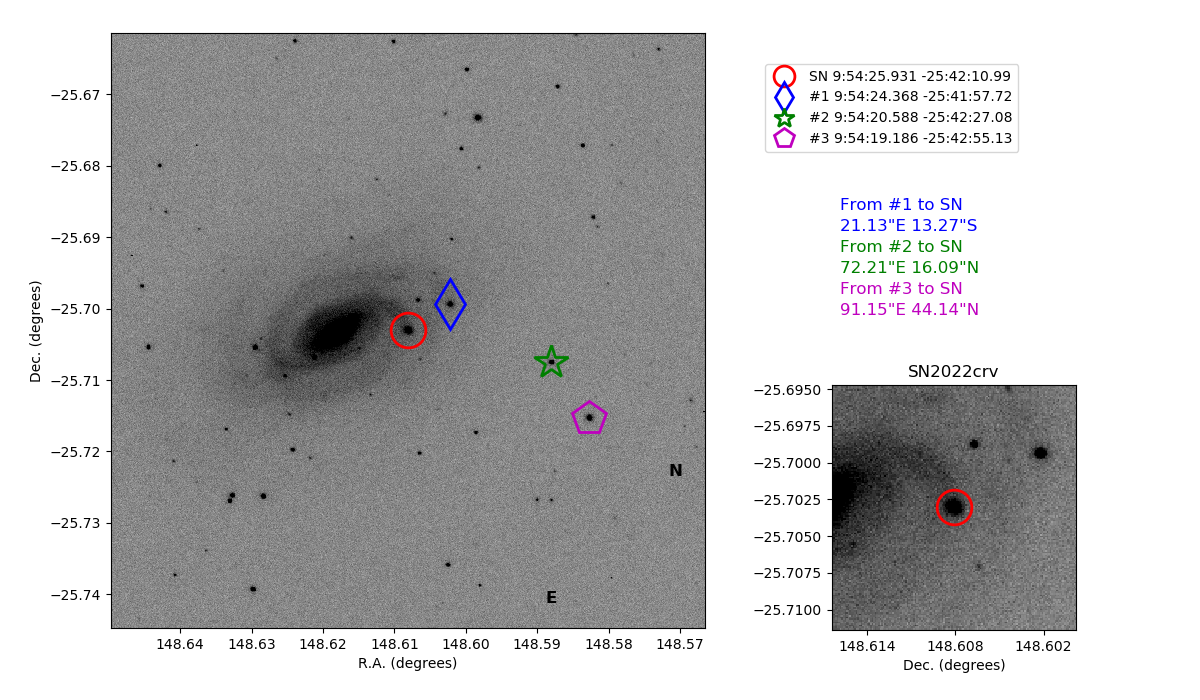 −25.67
−25.68
−25.69
−25.70
−25.71
−25.72
−25.73
−25.74
Dec. (degrees)
N
E
148.64 148.63 148.62 148.61 148.60 148.59 148.58 148.57
R.A. (degrees)
SN 9:54:25.931 -25:42:10.99
#1 9:54:24.368 -25:41:57.72
#2 9:54:20.588 -25:42:27.08
#3 9:54:19.186 -25:42:55.13
From #1 to SN
21.13"E 13.27"S
From #2 to SN
72.21"E 16.09"N
From #3 to SN
91.15"E 44.14"N
SN2022crv
−25.6950
−25.6975
−25.7000
−25.7025
−25.7050
−25.7075
−25.7100
148.614 148.608 148.602
Dec. (degrees)